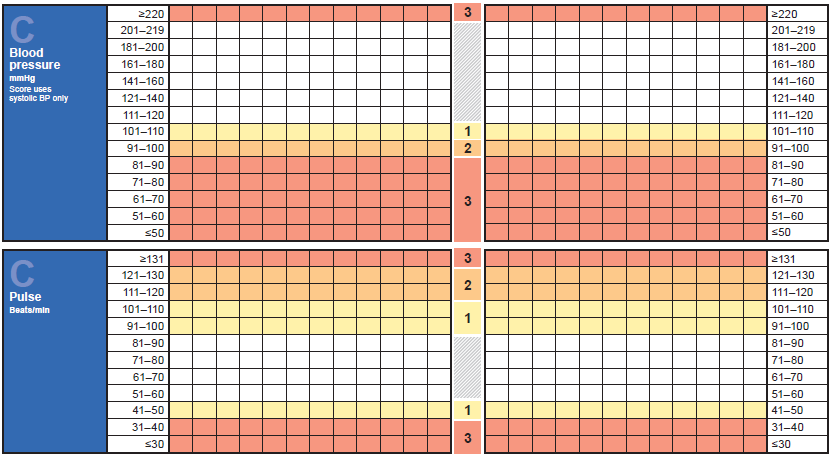 C
Blood
pressure
mmHg
Score uses
systolic BP only
≥220 3 ≥220
201–219 201–219
181–200 181–200
161–180 161–180
141–160 141–160
121–140 121–140
111–120 111–120
101–110 1 101–110
91–100 2 91–100
81–90 81–90
71–80 71–80
61–70 3 61–70
51–60 51–60
≤50 ≤50
C
Pulse
Beats/min
≥131 3 ≥131
121–130 2 121–130
111–120 111–120
101–110 1 101–110
91–100 91–100
81–90 81–90
71–80 71–80
61–70 61–70
51–60 51–60
41–50 1 41–50
31–40 3 31–40
≤30 ≤30